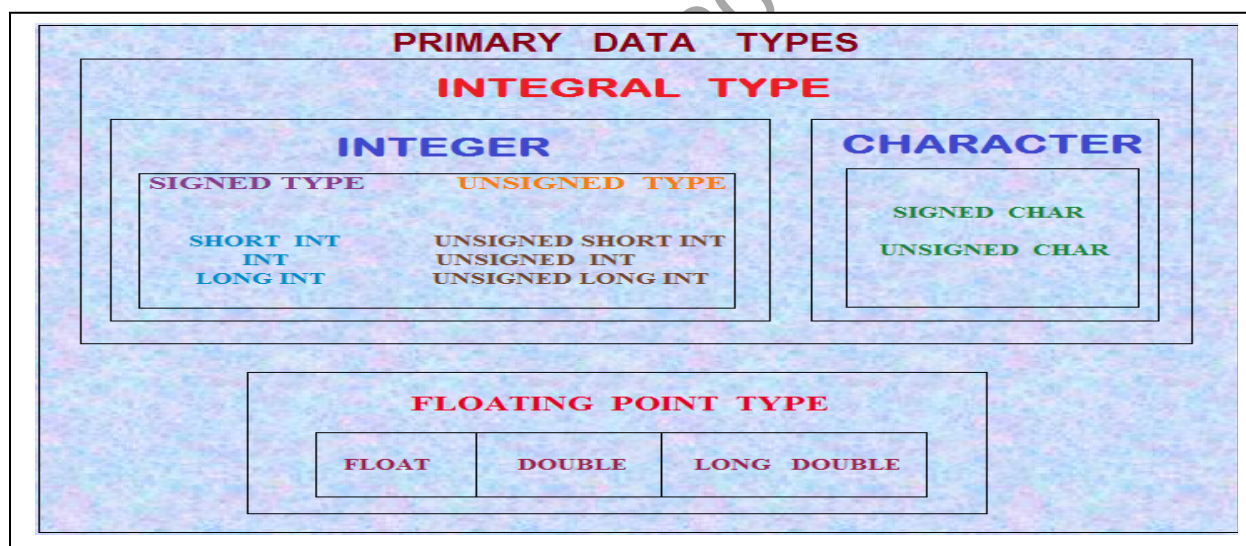 PRIMARY DATA TYPES
INTEGRAL TYPE
INTEGER
SIGNED TYPE UNSIGNED TYPE
SHORT INT UNSIGNED SHORT INT
INT UNSIGNED INT
LONG INT UNSIGNED LONG INT
CHARACTER
SIGNED CHAR
UNSIGNED CHAR
FLOATING POINT TYPE
FLOAT DOUBLE LONG DOUBLE